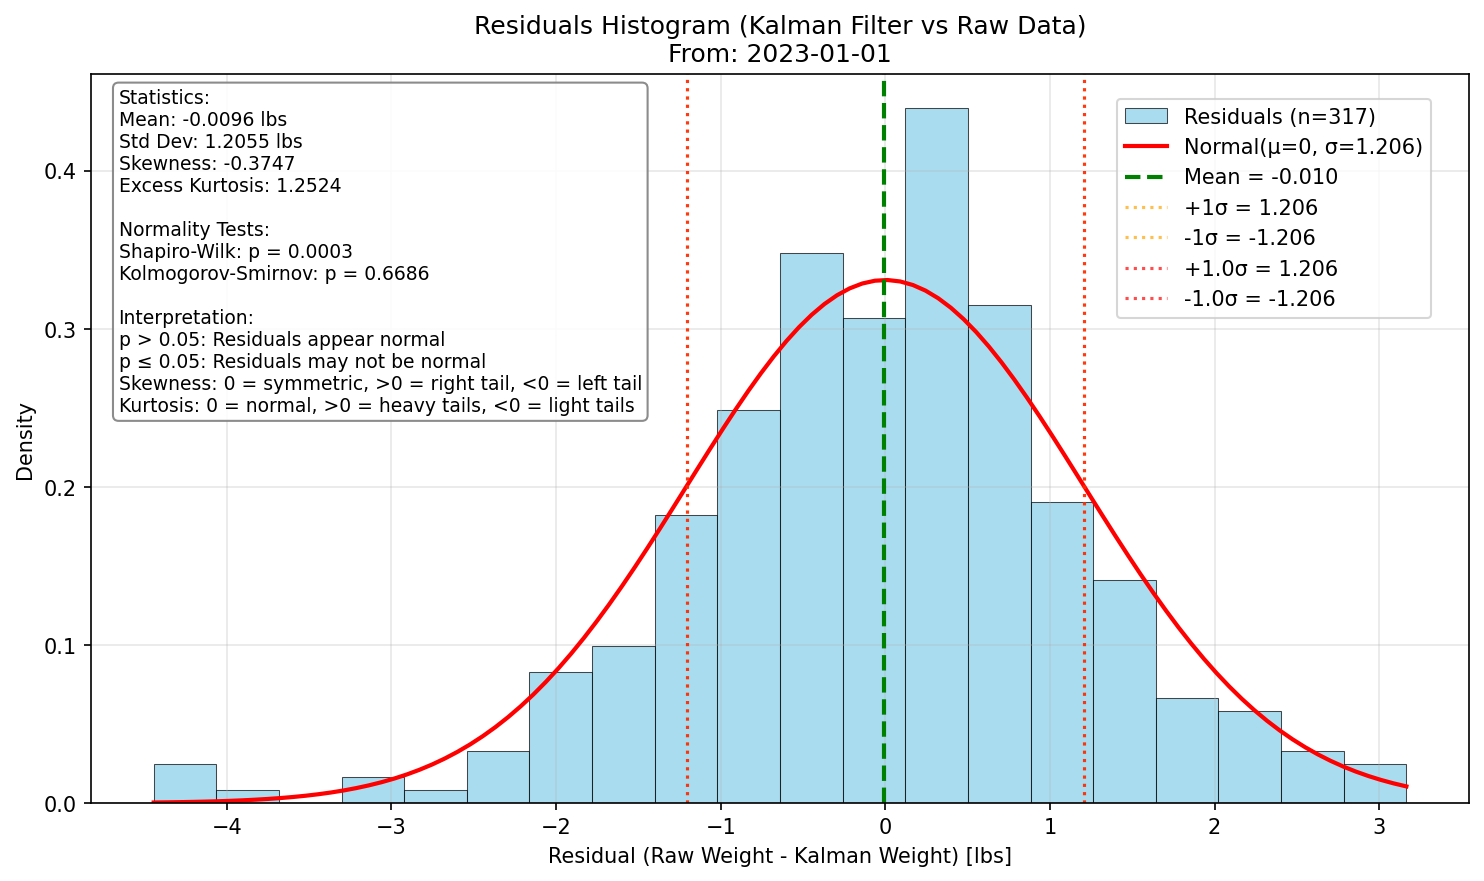 Residuals Histogram (Kalman Filter vs Raw Data)
From: 2023-01-01
Statistics:
Mean: -0.0096 lbs
Std Dev: 1.2055 lbs
Skewness: -0.3747
Excess Kurtosis: 1.2524
Normality Tests:
Shapiro-Wilk: p = 0.0003
Kolmogorov-Smirnov: p = 0.6686
Interpretation:
p > 0.05: Residuals appear normal
p ≤ 0.05: Residuals may not be normal
Skewness: 0 = symmetric, >0 = right tail, <0 = left tail
Kurtosis: 0 = normal, >0 = heavy tails, <0 = light tails
Residuals (n=317)
Normal(μ=0, σ=1.206)
Mean = -0.010
+1σ = 1.206
-1σ = -1.206
+1.0σ = 1.206
-1.0σ = -1.206
Density
0.4
0.3
0.2
0.1
0.0
−4
−3
−2
−1
0
1
2
3
Residual (Raw Weight - Kalman Weight) [lbs]